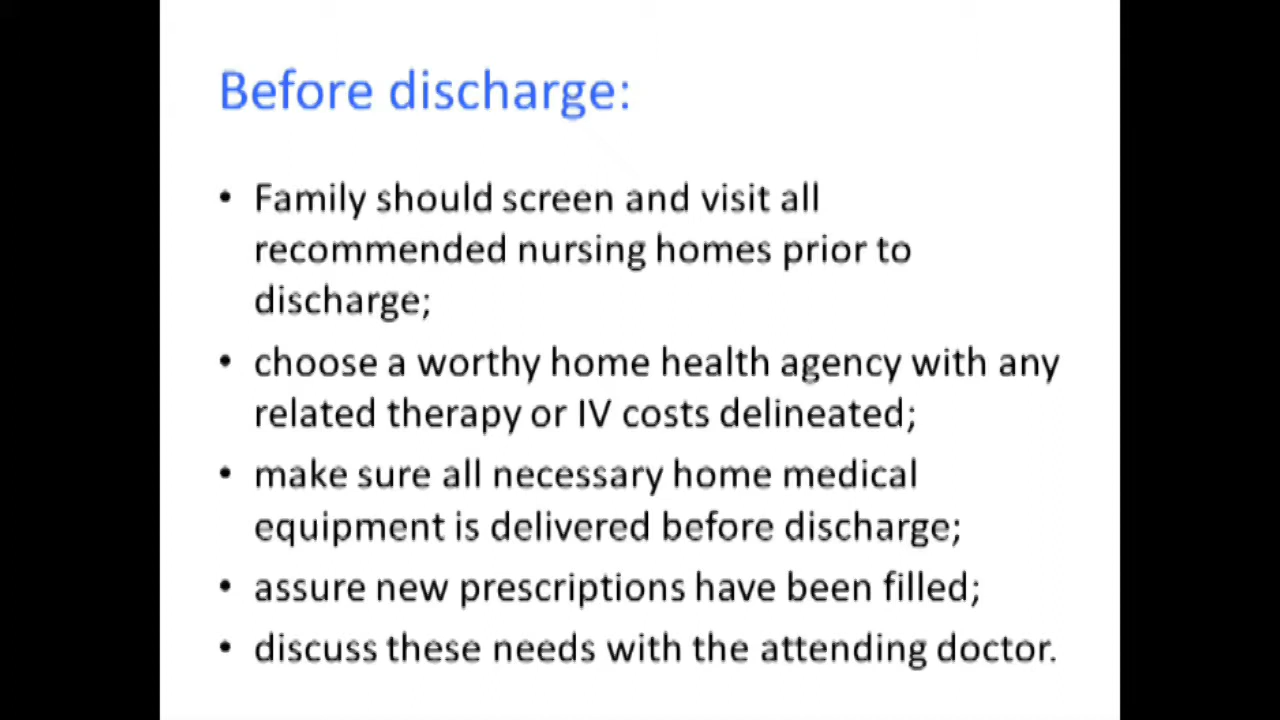 Before discharge:
• Family should screen and visit all
recommended nursing homes prior to
discharge;
• choose a worthy home health agency with any
related therapy or IV costs delineated;
• make sure all necessary home medical
equipment is delivered before discharge;
• assure new prescriptions have been filled;
• discuss these needs with the attending doctor.